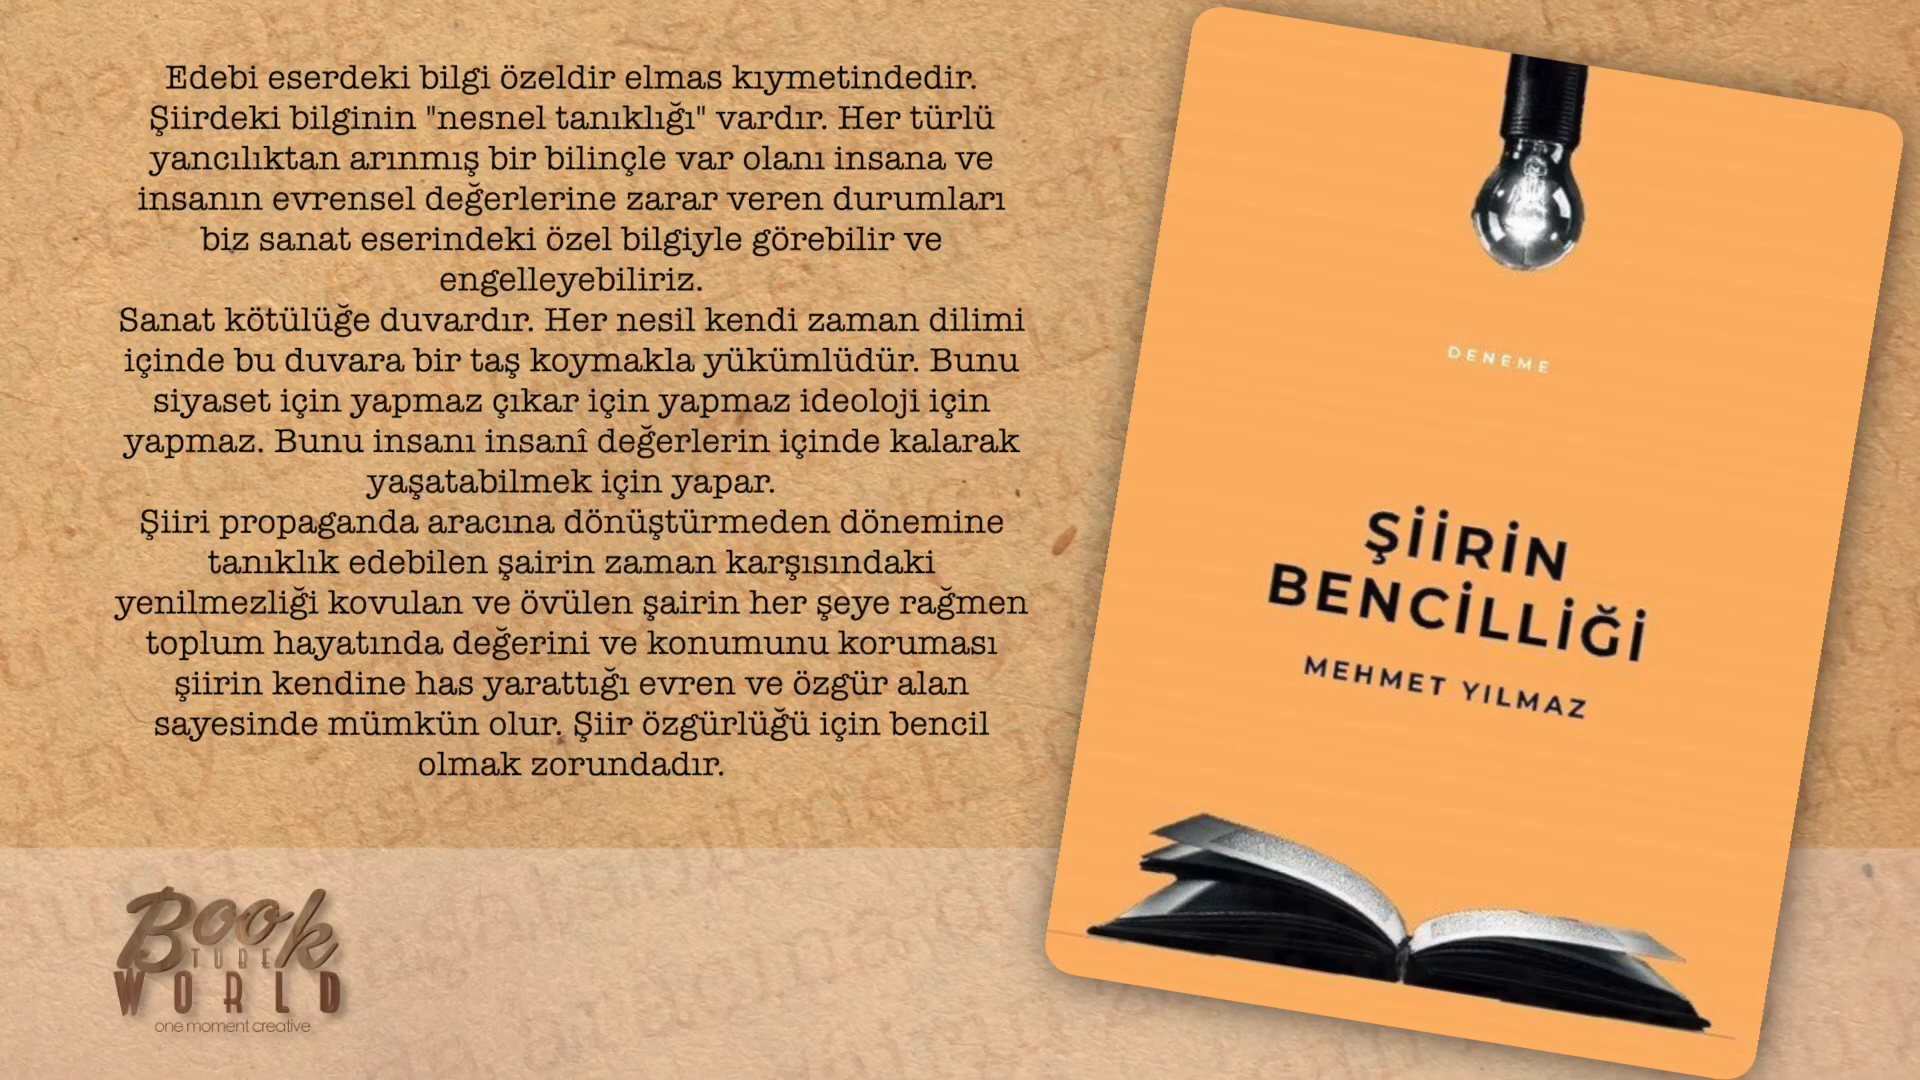 Edebi eserdeki bilgi özeldir elmas kıymetindedir.
Şiirdeki bilginin "nesnel tanıklığı" vardır. Her türlü
yancılıktan arınmış bir bilinçle var olanı insana ve
insanın evrensel değerlerine zarar veren durumları
biz sanat eserindeki özel bilgiyle görebilir ve
engelleyebiliriz.
Sanat kötülüğe duvardır. Her nesil kendi zaman dilimi
içinde bu duvara bir taş koymakla yükümlüdür. Bunu
siyaset için yapmaz çıkar için yapmaz ideoloji için
yapmaz. Bunu insanı insanî değerlerin içinde kalarak
yaşatabilmek için yapar.
Şiiri propaganda aracına dönüştürmeden dönemine
tanıklık edebilen şairin zaman karşısındaki
yenilmezliği kovulan ve övülen şairin her şeye rağmen
toplum hayatında değerini ve konumunu koruması
şiirin kendine has yarattığı evren ve özgür alan
sayesinde mümkün olur. Şiir özgürlüğü için bencil
olmak zorundadır.
DENEME
ŞİİRİN
BENCİLLİĞİ
MEHMET YILMAZ
Book
TUBE
WORLD
one moment creative